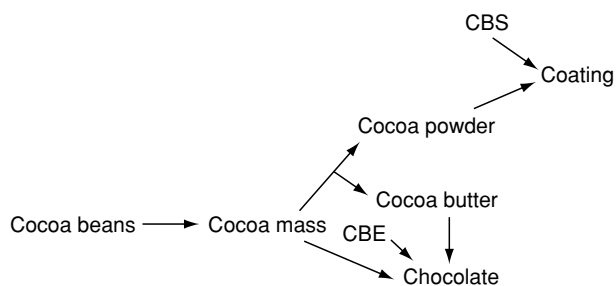 CBS
Coating
Cocoa powder
Cocoa butter
Cocoa beans
Cocoa mass
CBE
Chocolate